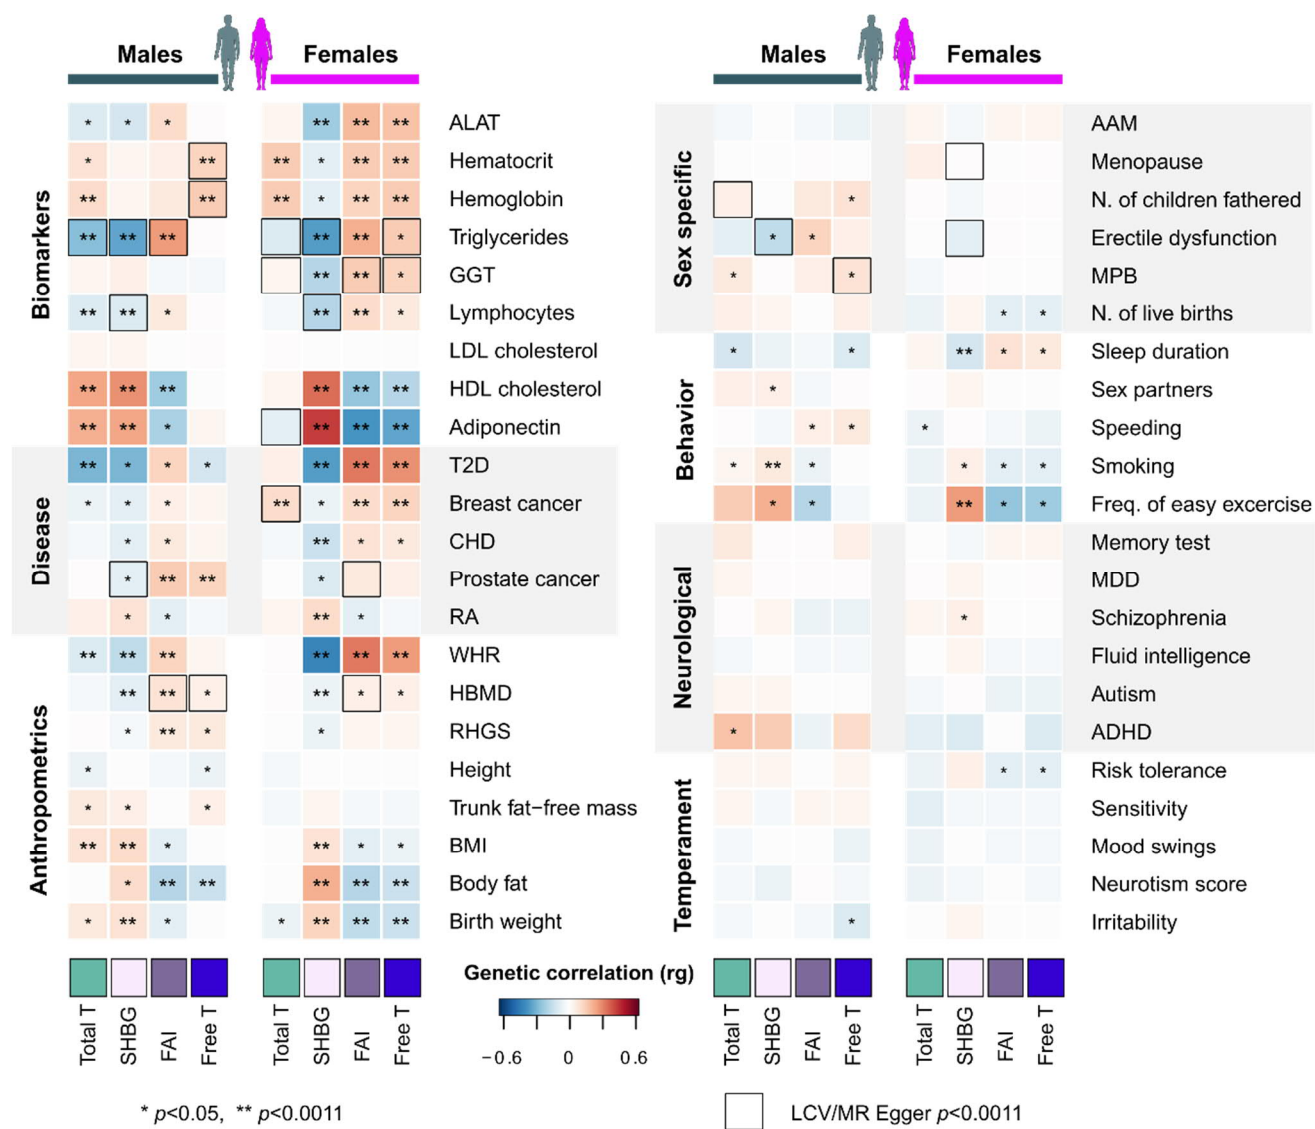 Males
Females
Males
Females
Biomarkers
ALAT
* * * ** ** **
Hematocrit
* ** ** * ** **
Hemoglobin
** ** ** * ** **
Triglycerides
** ** ** ** ** *
GGT
** ** *
Lymphocytes
** ** * ** ** *
LDL cholesterol
HDL cholesterol
** ** ** ** ** **
Adiponectin
** ** * ** ** **
Disease
T2D
** * * * ** ** **
Breast cancer
* * * ** * ** **
CHD
* * ** * *
Prostate cancer
* ** ** *
RA
* * ** *
Anthropometrics
WHR
** ** ** ** ** **
HBMD
** ** * ** * *
RHGS
* ** * *
Height
* *
Trunk fat−free mass
* * *
BMI
** ** * ** * *
Body fat
* ** ** ** ** **
Birth weight
* ** * * ** ** **
Total T
SHBG
FAI
Free T
Total T
SHBG
FAI
Free T
Genetic correlation (rg)
−0.6 0 0.6
* p<0.05, ** p<0.0011
Sex specific
AAM
Menopause
N. of children fathered
*
Erectile dysfunction
* *
MPB
* *
N. of live births
* *
Behavior
Sleep duration
* * ** * *
Sex partners
*
Speeding
* * *
Smoking
* ** * * * *
Freq. of easy excercise
* * ** * *
Neurological
Memory test
MDD
Schizophrenia
*
Fluid intelligence
Autism
ADHD
*
Temperament
Risk tolerance
* *
Sensitivity
Mood swings
Neurotism score
Irritability
*
Total T
SHBG
FAI
Free T
Total T
SHBG
FAI
Free T
LCV/MR Egger p<0.0011